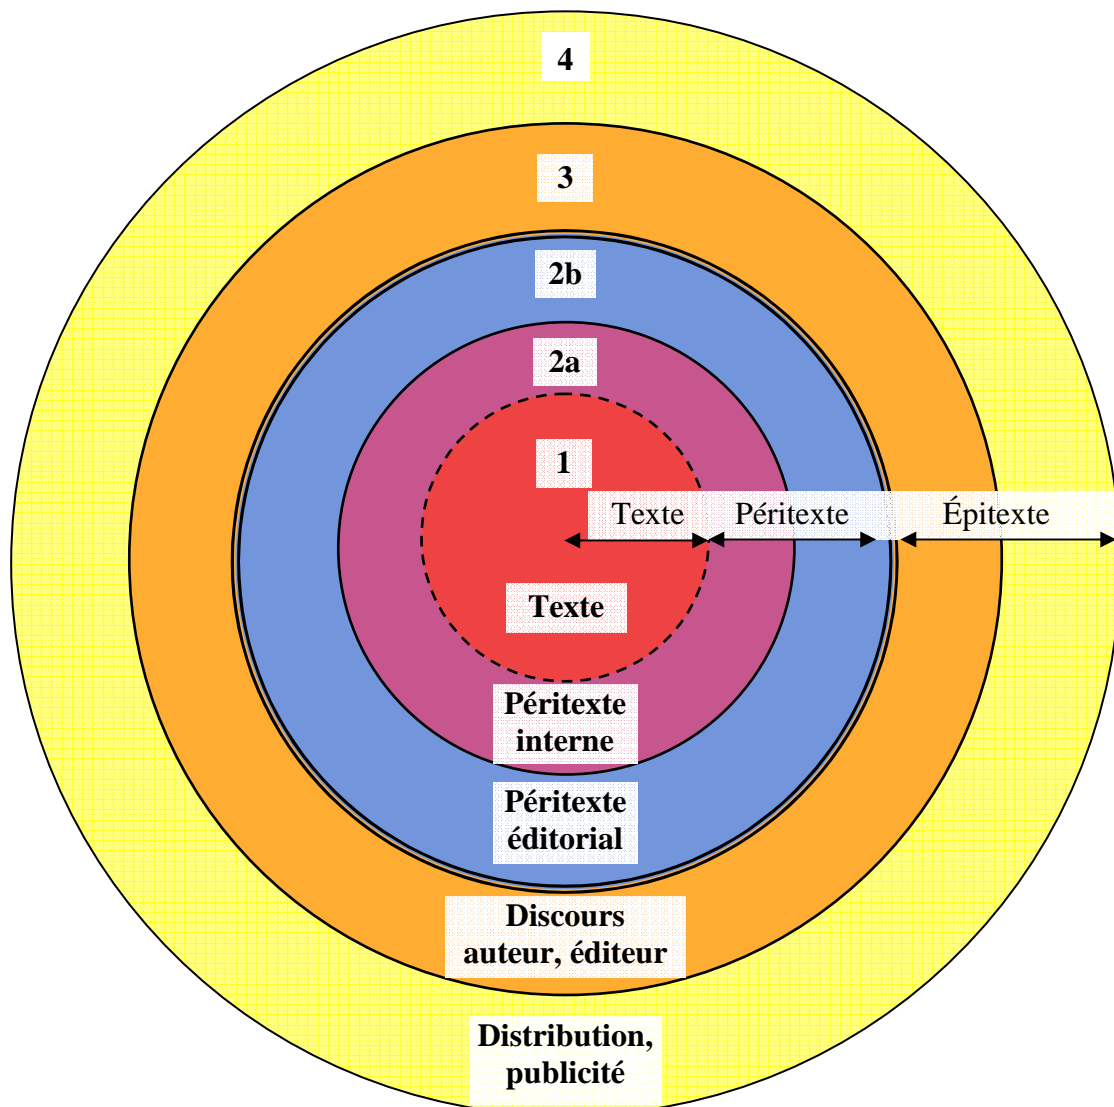 4
3
2b
2a
1
Texte Péritexte Épitexte
Texte
Péritexte
interne
Péritexte
éditorial
Discours
auteur, éditeur
Distribution,
publicité